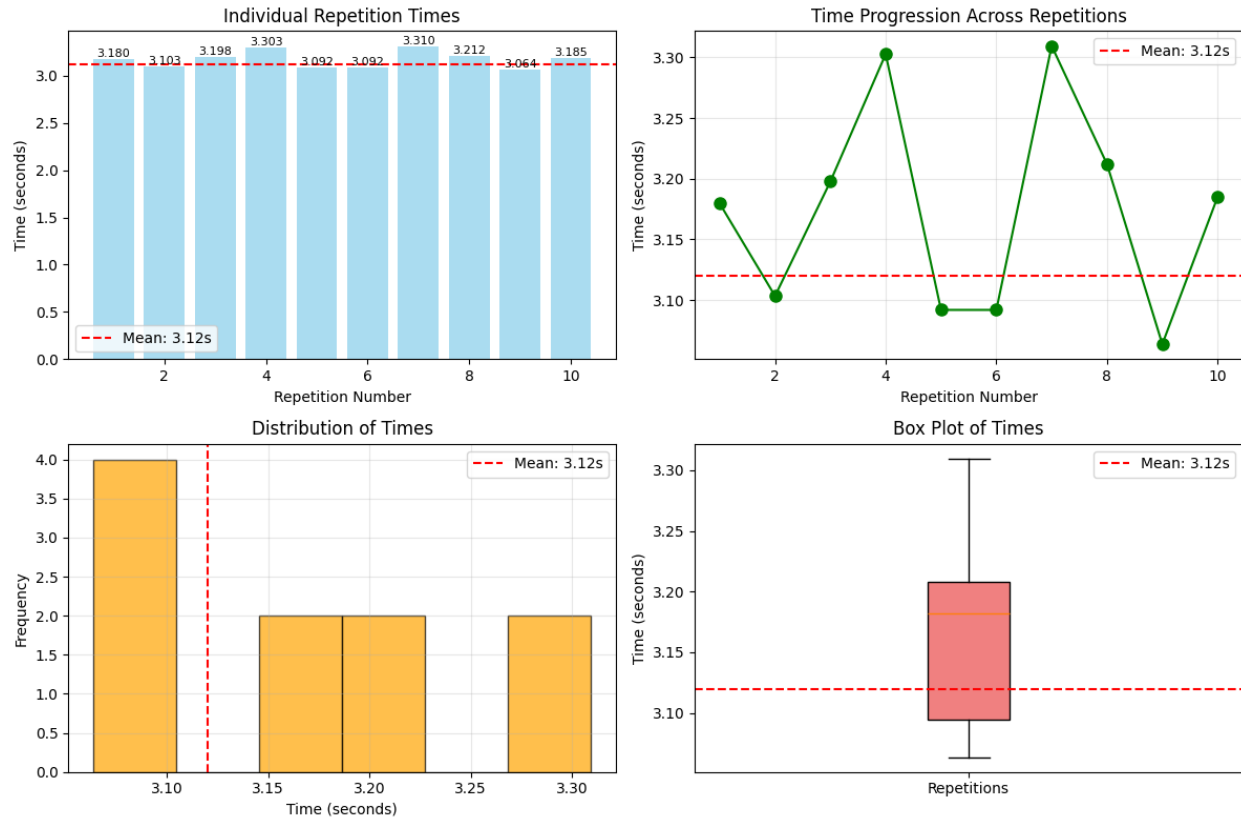 Individual Repetition Times
3.180
3.103
3.198
3.303
3.092
3.092
3.310
3.212
3.064
3.185
Time (seconds)
3.0
2.5
2.0
1.5
1.0
0.5
0.0
Mean: 3.12s
2 4 6 8 10
Repetition Number
Time Progression Across Repetitions
Mean: 3.12s
Time (seconds)
3.30
3.25
3.20
3.15
3.10
2 4 6 8 10
Repetition Number
Distribution of Times
Mean: 3.12s
Frequency
4.0
3.5
3.0
2.5
2.0
1.5
1.0
0.5
0.0
3.10 3.15 3.20 3.25 3.30
Time (seconds)
Box Plot of Times
Mean: 3.12s
Time (seconds)
3.30
3.25
3.20
3.15
3.10
Repetitions